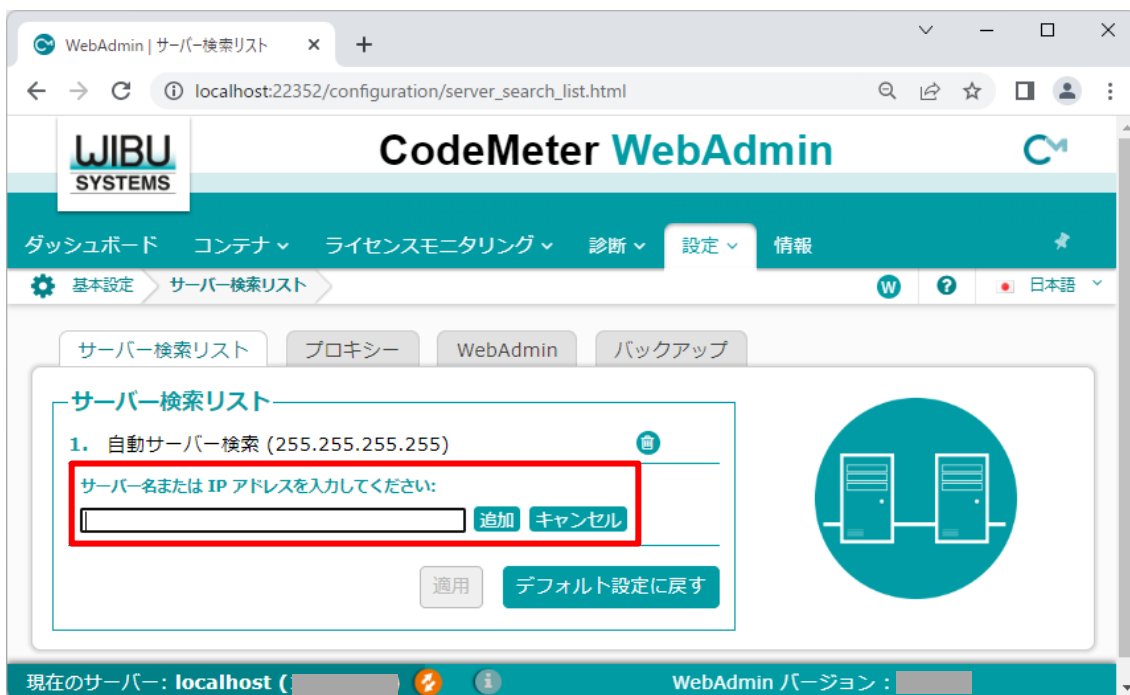 WebAdmin | サーバー検索リスト
localhost:22352/configuration/server_search_list.html
WIBU
SYSTEMS
CodeMeter WebAdmin
CM
ダッシュボード コンテナ ライセンスモニタリング 診断 設定 情報
基本設定 サーバー検索リスト W ? 日本語
サーバー検索リスト プロキシー WebAdmin バックアップ
サーバー検索リスト
1. 自動サーバー検索 (255.255.255.255)
サーバー名または IP アドレスを入力してください:
追加 キャンセル
適用 デフォルト設定に戻す
現在のサーバー: localhost ( ) i WebAdmin バージョン :